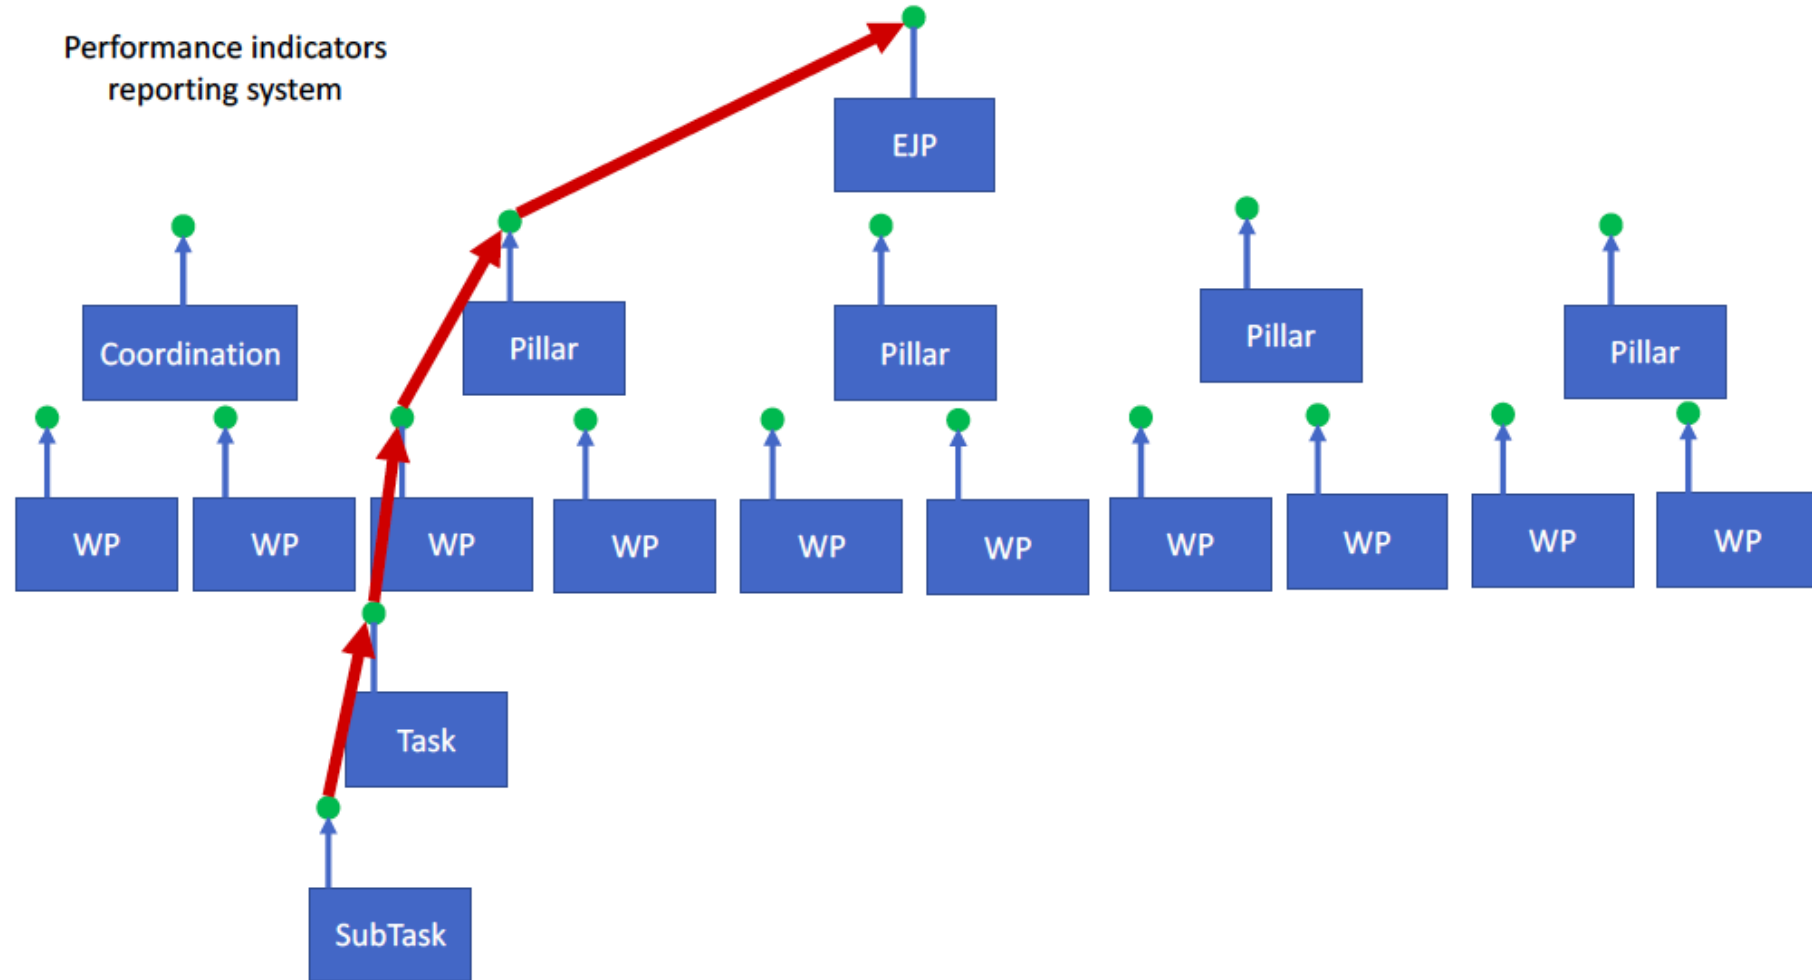 Performance indicators
reporting system
EJP
Coordination
Pillar
Pillar
Pillar
Pillar
WP
WP
WP
WP
WP
WP
WP
WP
WP
WP
Task
SubTask